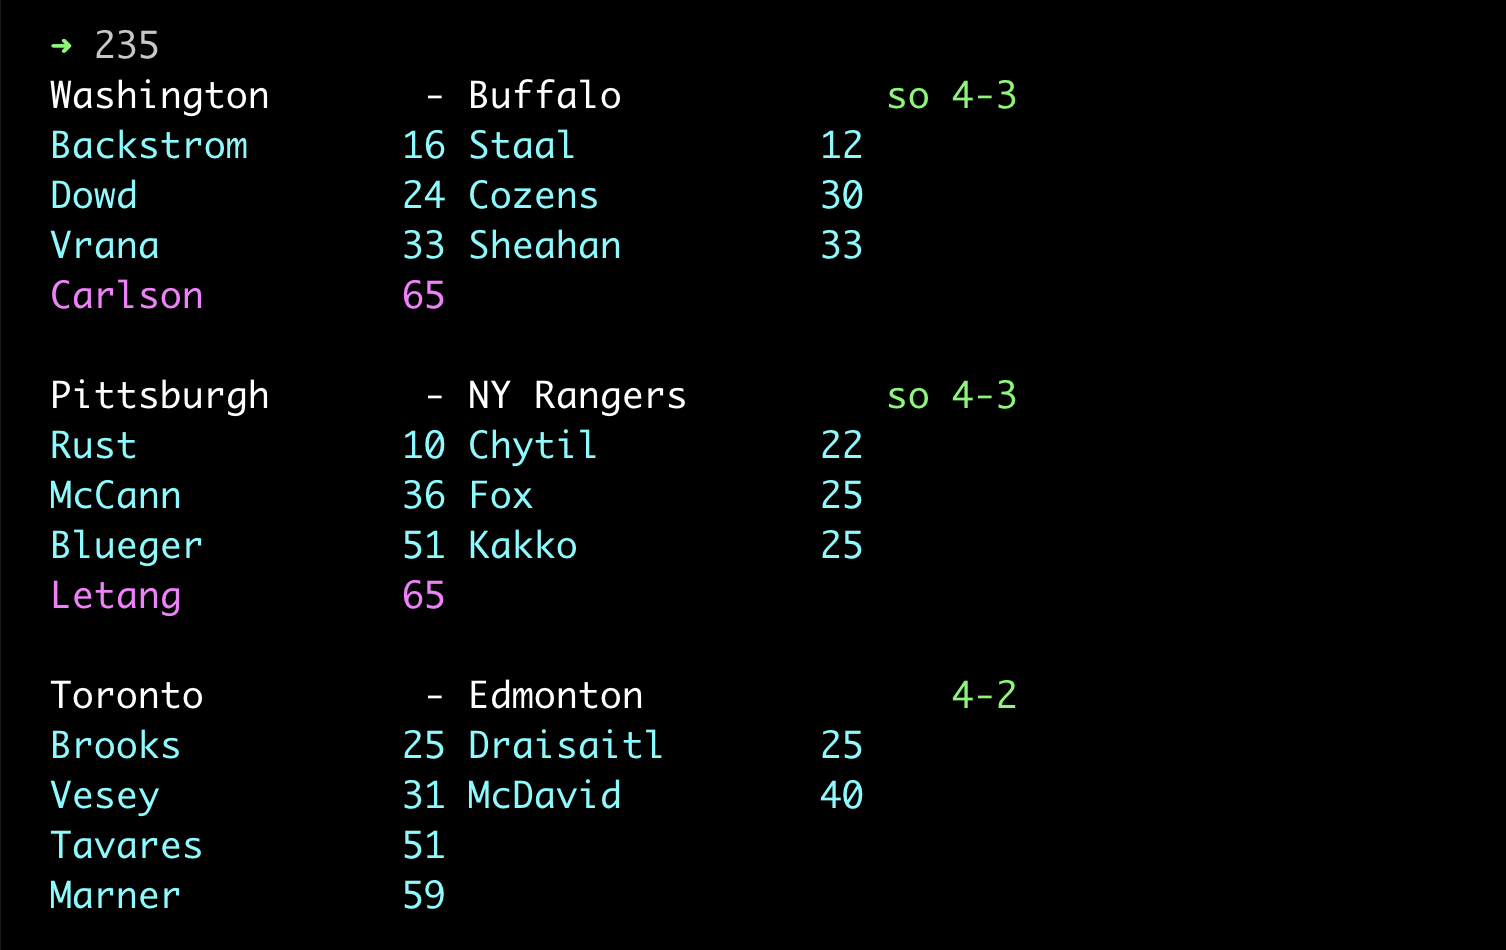 ➜ 235
Washington - Buffalo so 4-3
Backstrom 16 Staal 12
Dowd 24 Cozens 30
Vrana 33 Sheahan 33
Carlson 65
Pittsburgh - NY Rangers so 4-3
Rust 10 Chytil 22
McCann 36 Fox 25
Blueger 51 Kakko 25
Letang 65
Toronto - Edmonton 4-2
Brooks 25 Draisaitl 25
Vesey 31 McDavid 40
Tavares 51
Marner 59